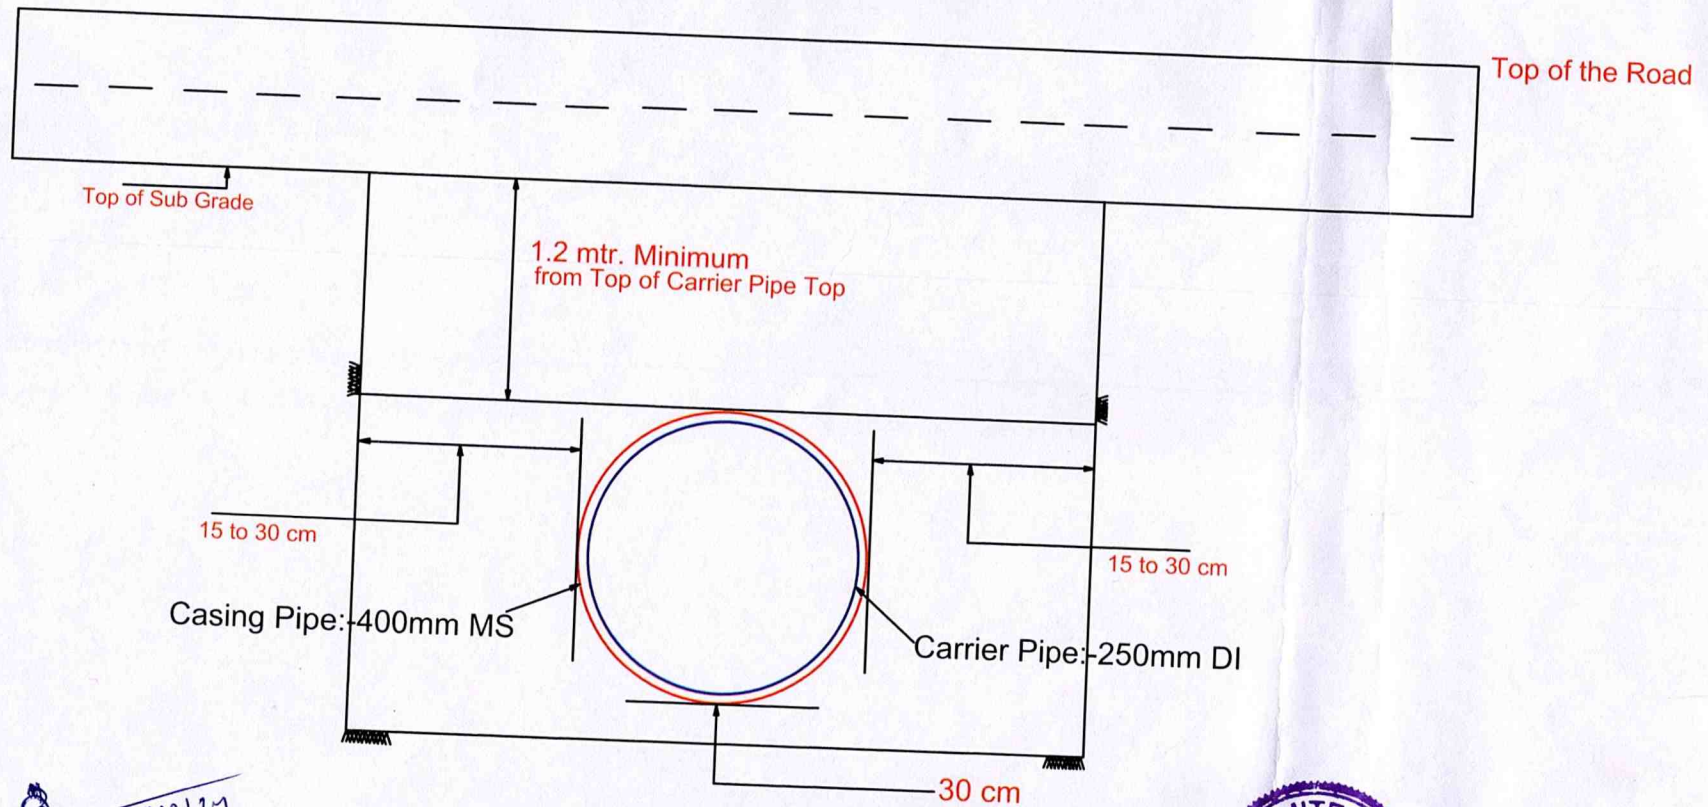 Top of the Road
Top of Sub Grade
1.2 mtr. Minimum
from Top of Carrier Pipe Top
15 to 30 cm
15 to 30 cm
Casing Pipe:-400mm MS
Carrier Pipe:-250mm DI
30 cm